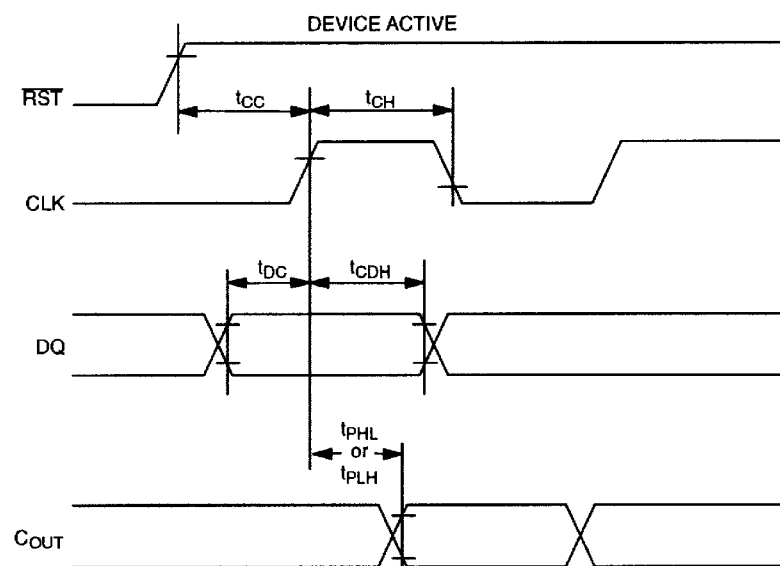 DEVICE ACTIVE
RST
tCC
tCH
CLK
tDC
tCDH
DQ
tPHL
or
tPLH
COUT